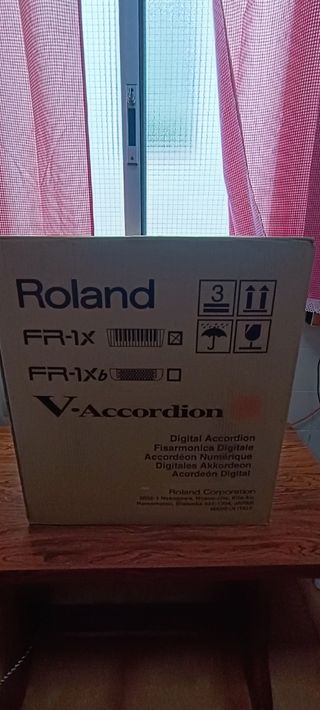 Roland
3
FR-1X
FR-1Xb
V-Accordion
Digital Accordion
Fisarmonica Digitale
Accordéon Numérique
Digitales Akkordeon
Acordeón Digital
Roland Corporation
MADE IN ITALY